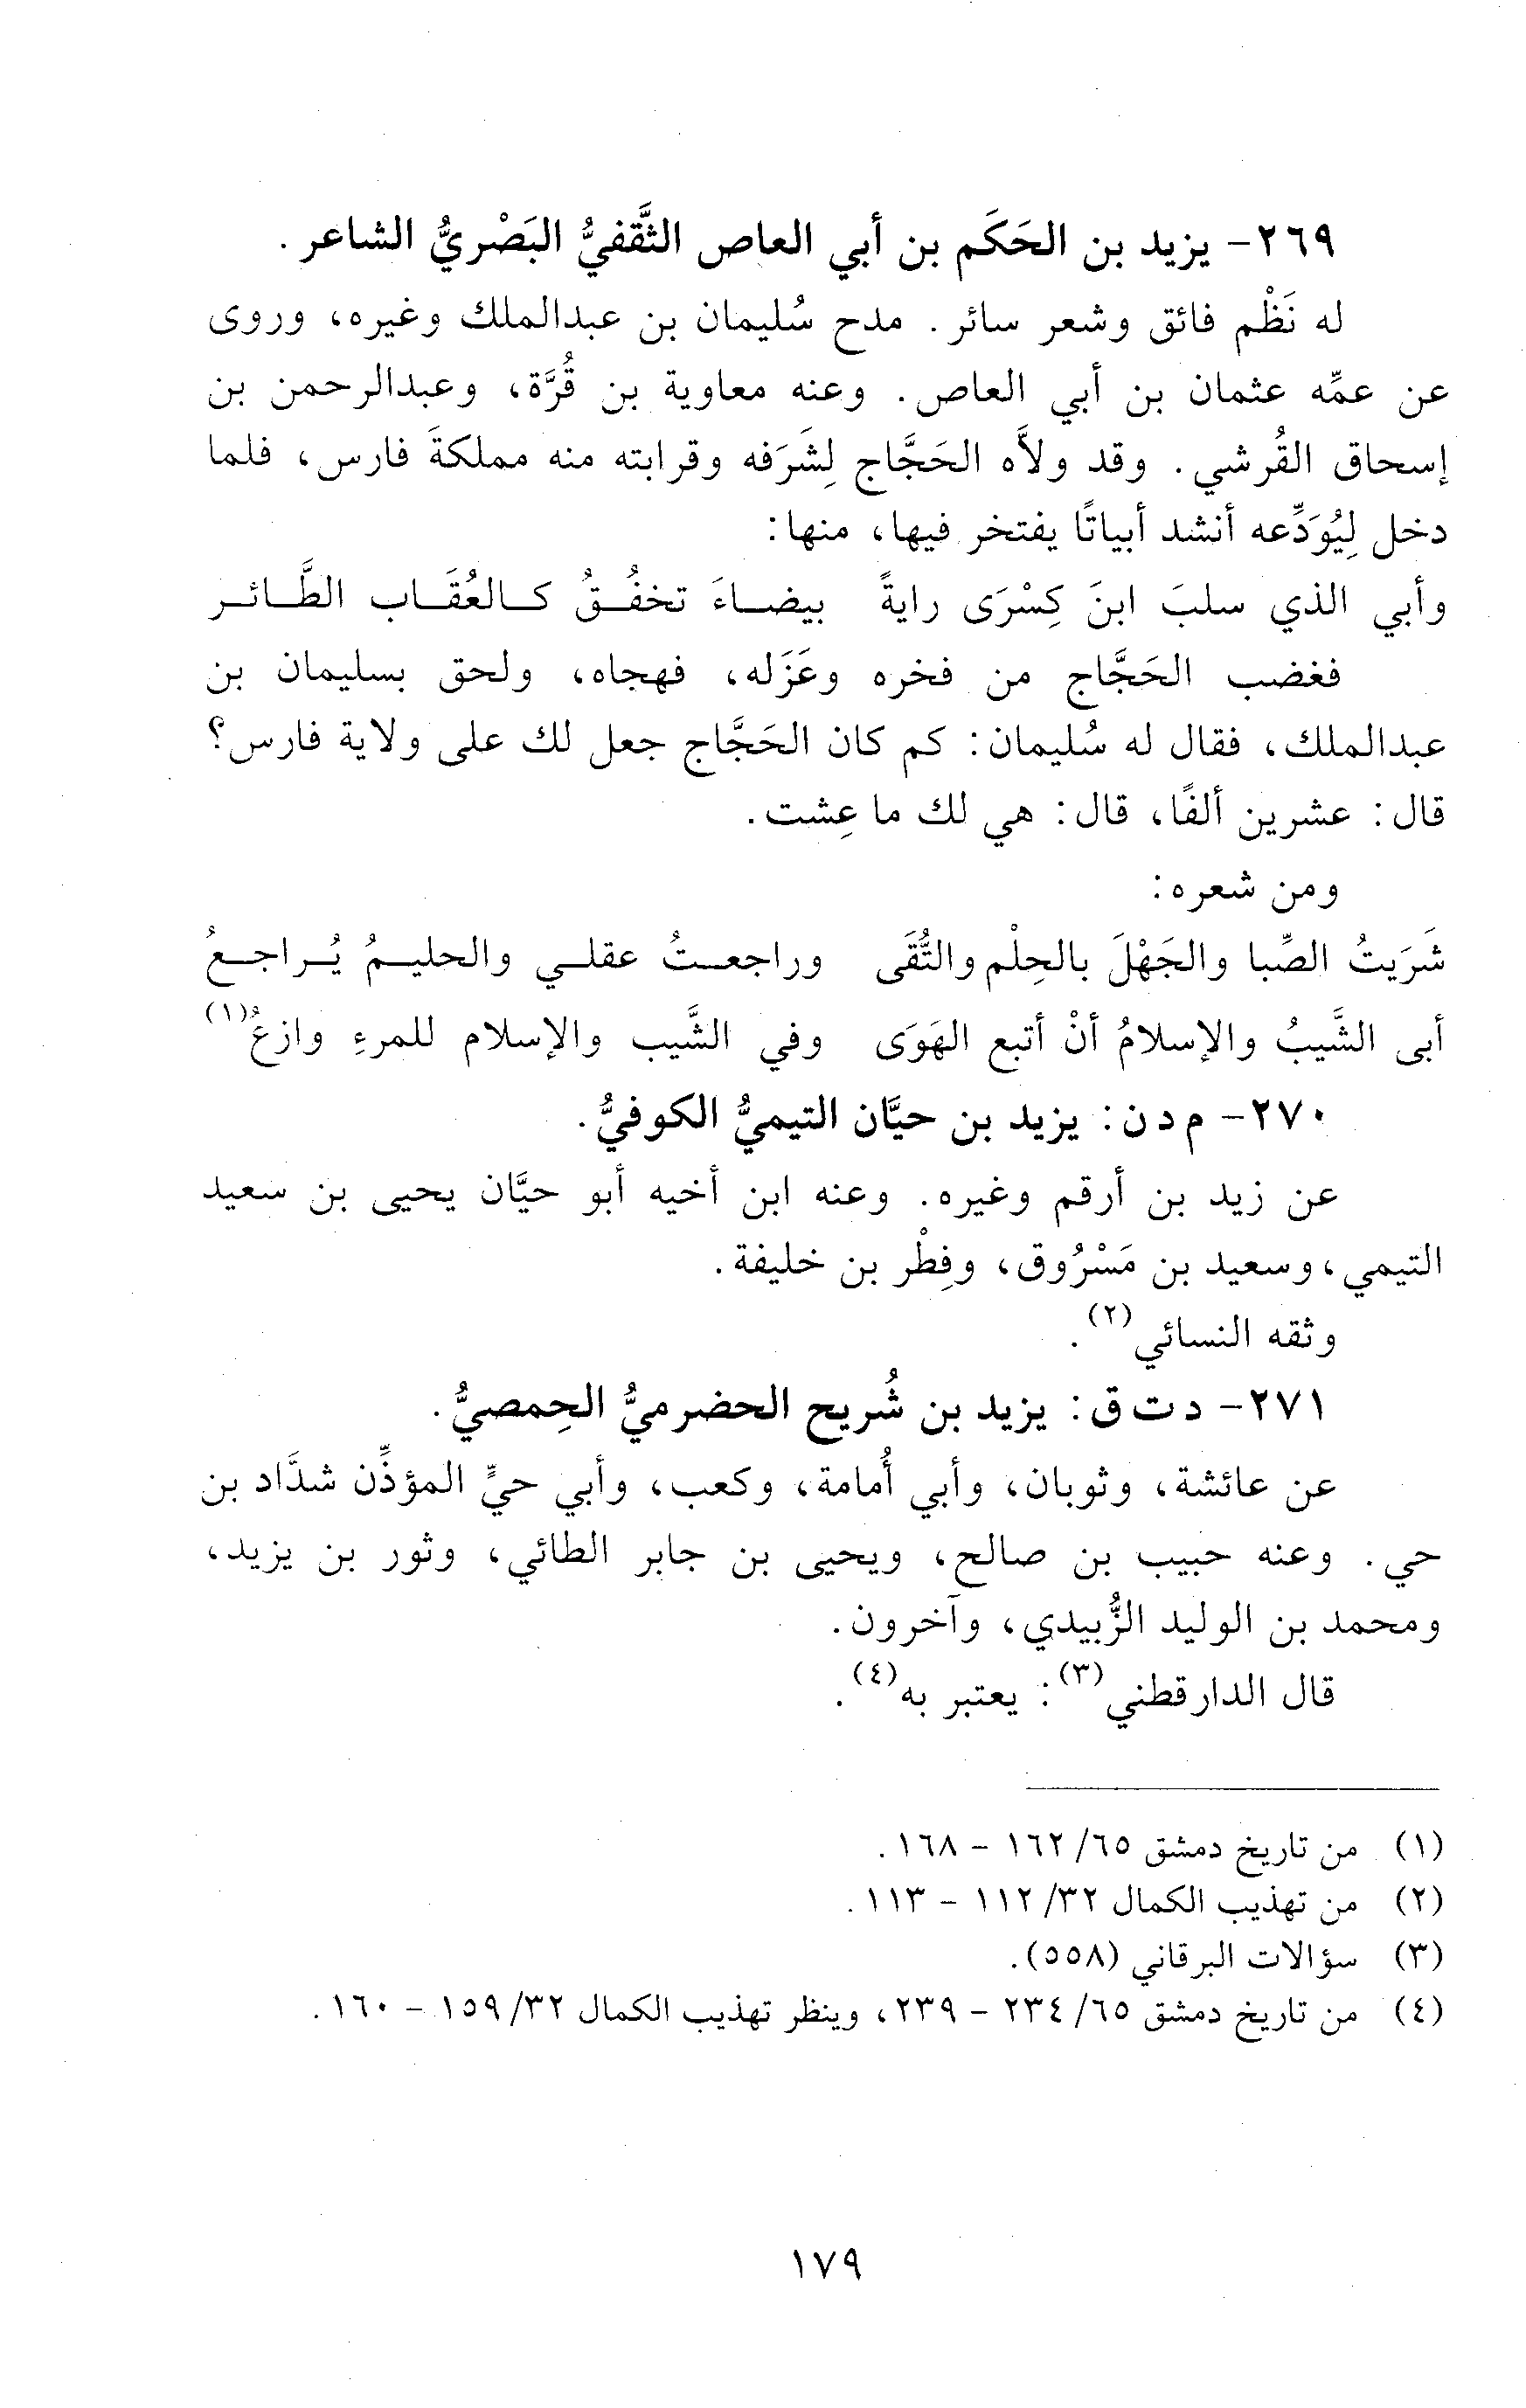 ٢٦٩- يزيد بن الحَكَم بن أبي العاص الثَّقفيُّ البَصْريُّ الشاعر.
له نَظْم فائق وشعر سائر. مدح سُليمان بن عبدالملك وغيره، وروى
عن عمِّه عثمان بن أبي العاص. وعنه معاوية بن قُرَّة، وعبدالرحمن بن
إسحاق القُرشي. وقد ولاَّه الحَجَّاج لِشَرَفه وقرابته منه مملكةَ فارس، فلما
دخل لِيُوَدِّعه أنشد أبياتًا يفتخر فيها، منها:
وأبي الذي سلبَ ابنَ كِسْرَى رايةً بيضـاءَ تخفُـقُ كـالعُقَـاب الطَّـائـر
فغضب الحَجَّاج من فخره وعَزَله، فهجاه، ولحق بسليمان بن
عبدالملك، فقال له سُليمان: كم كان الحَجَّاج جعل لك على ولاية فارس؟
قال: عشرين ألفًا، قال: هي لك ما عِشت.
ومن شعره:
شَرَيتُ الصِّبا والجَهْلَ بالحِلْم والتُّقَى وراجعـتُ عقلـي والحليـمُ يُـراجـعُ
أبى الشَّيبُ والإسلامُ أنْ أتبع الهَوَى وفي الشَّيب والإسلام للمرءِ وازعُ(١)
٢٧٠- م د ن: يزيد بن حيَّان التيميُّ الكوفيُّ.
عن زيد بن أرقم وغيره. وعنه ابن أخيه أبو حيَّان يحيى بن سعيد
التيمي، وسعيد بن مَسْرُوق، وفِطْر بن خليفة.
وثقه النسائي(٢).
٢٧١- د ت ق: يزيد بن شُريح الحضرميُّ الحِمصيُّ.
عن عائشة، وثوبان، وأبي أُمامة، وكعب، وأبي حيٍّ المؤذِّن شدَّاد بن
حي. وعنه حبيب بن صالح، ويحيى بن جابر الطائي، وثور بن يزيد،
ومحمد بن الوليد الزُّبيدي، وآخرون.
قال الدارقطني(٣): يعتبر به(٤).
(١) من تاريخ دمشق ٦٥/ ١٦٢ - ١٦٨.
(٢) من تهذيب الكمال ٣٢/ ١١٢ - ١١٣.
(٣) سؤالات البرقاني (٥٥٨).
(٤) من تاريخ دمشق ٦٥/ ٢٣٤ - ٢٣٩، وينظر تهذيب الكمال ٣٢/ ١٥٩ - ١٦٠.
١٧٩